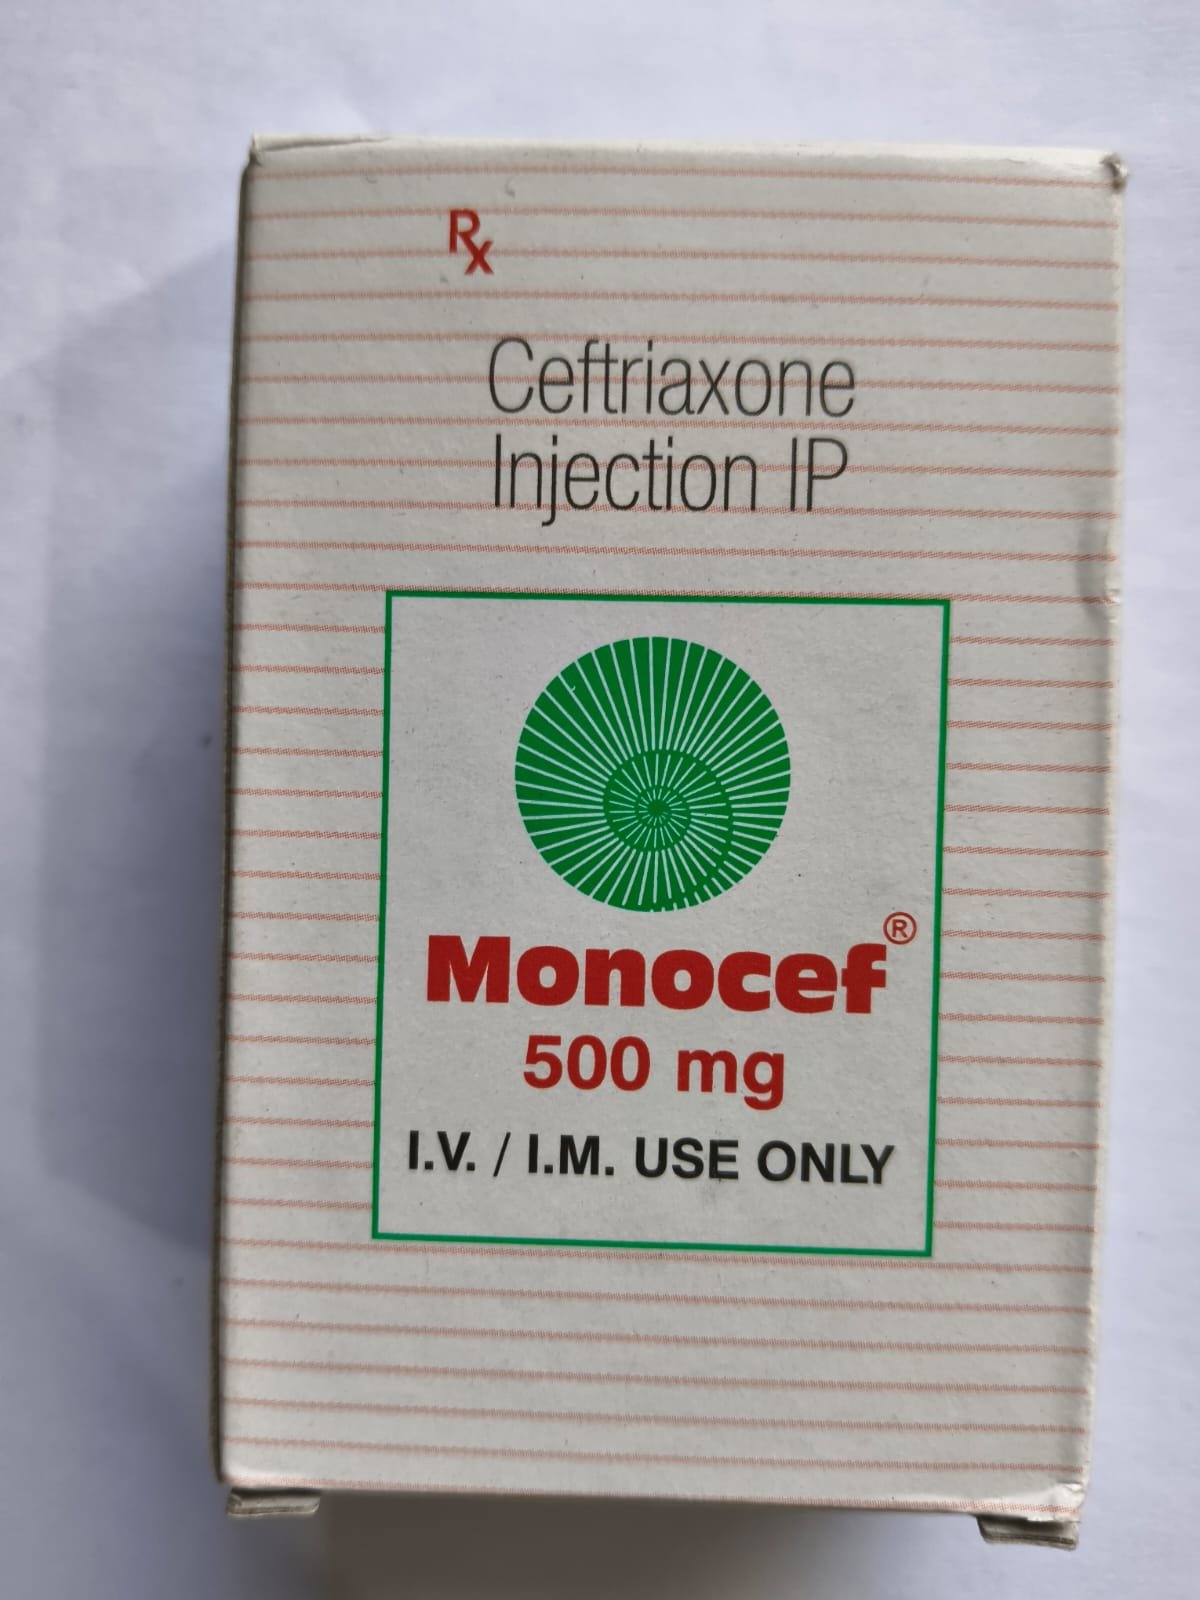 Rx
Ceftriaxone
Injection IP
Monocef®
500 mg
I.V. / I.M. USE ONLY